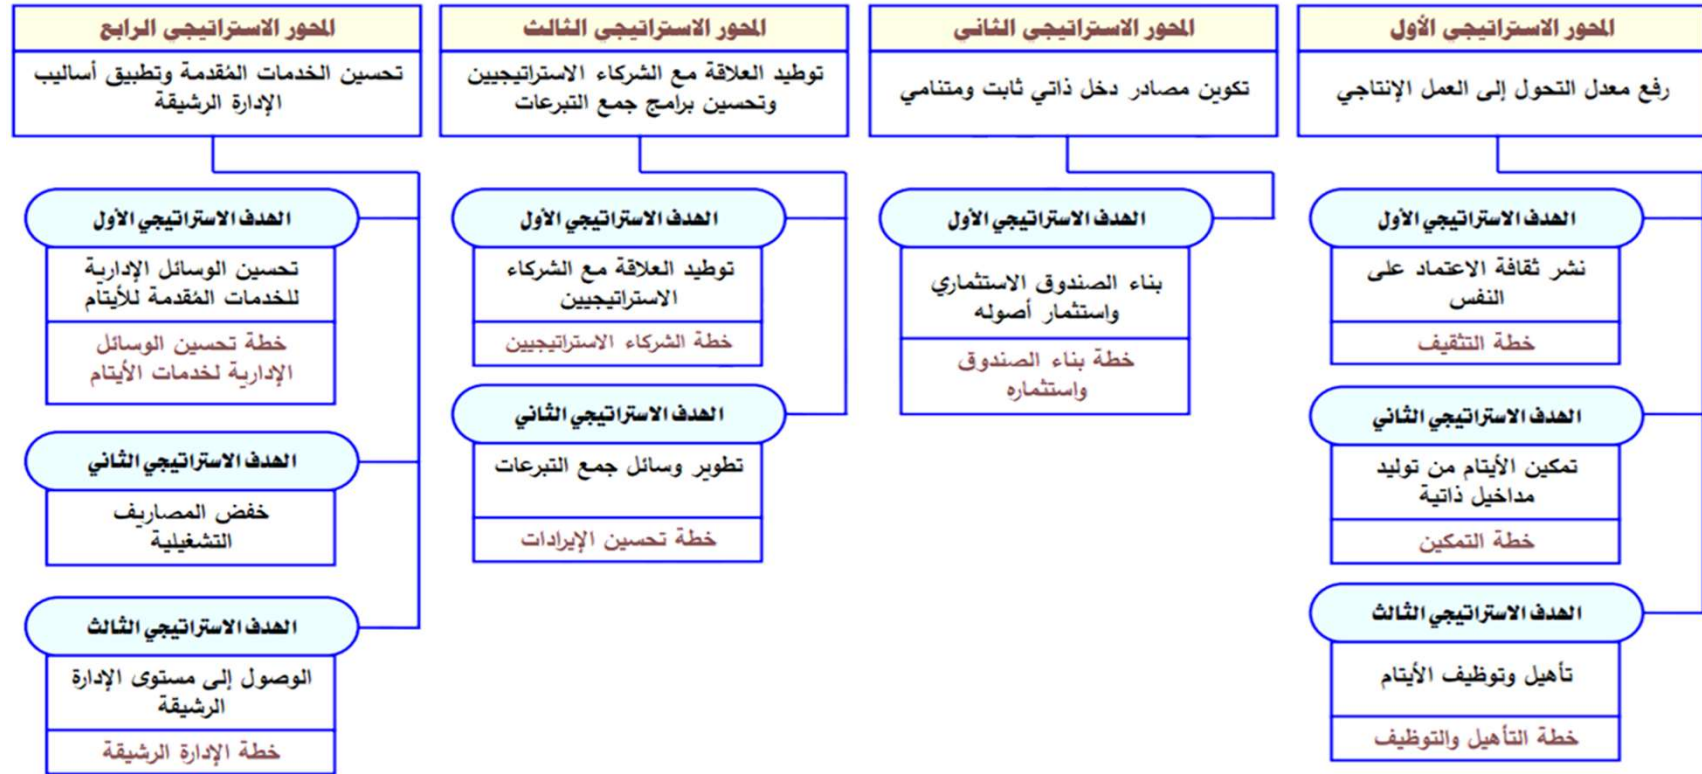 المحور الاستراتيجي الأول
رفع معدل التحول إلى العمل الإنتاجي
الهدف الاستراتيجي الأول
نشر ثقافة الاعتماد على
النفس
خطة التثقيف
الهدف الاستراتيجي الثاني
تمكين الأيتام من توليد
مداخيل ذاتية
خطة التمكين
الهدف الاستراتيجي الثالث
تأهيل وتوظيف الأيتام
خطة التأهيل والتوظيف
المحور الاستراتيجي الثاني
تكوين مصادر دخل ذاتي ثابت ومتنامي
الهدف الاستراتيجي الأول
بناء الصندوق الاستثماري
واستثمار أصوله
خطة بناء الصندوق
واستثماره
المحور الاستراتيجي الثالث
توطيد العلاقة مع الشركاء الاستراتيجيين
وتحسين برامج جمع التبرعات
الهدف الاستراتيجي الأول
توطيد العلاقة مع الشركاء
الاستراتيجيين
خطة الشركاء الاستراتيجيين
الهدف الاستراتيجي الثاني
تطوير وسائل جمع التبرعات
خطة تحسين الإيرادات
المحور الاستراتيجي الرابع
تحسين الخدمات المُقدمة وتطبيق أساليب
الإدارة الرشيقة
الهدف الاستراتيجي الأول
تحسين الوسائل الإدارية
للخدمات المُقدمة للأيتام
خطة تحسين الوسائل
الإدارية لخدمات الأيتام
الهدف الاستراتيجي الثاني
خفض المصاريف
التشغيلية
الهدف الاستراتيجي الثالث
الوصول إلى مستوى الإدارة
الرشيقة
خطة الإدارة الرشيقة